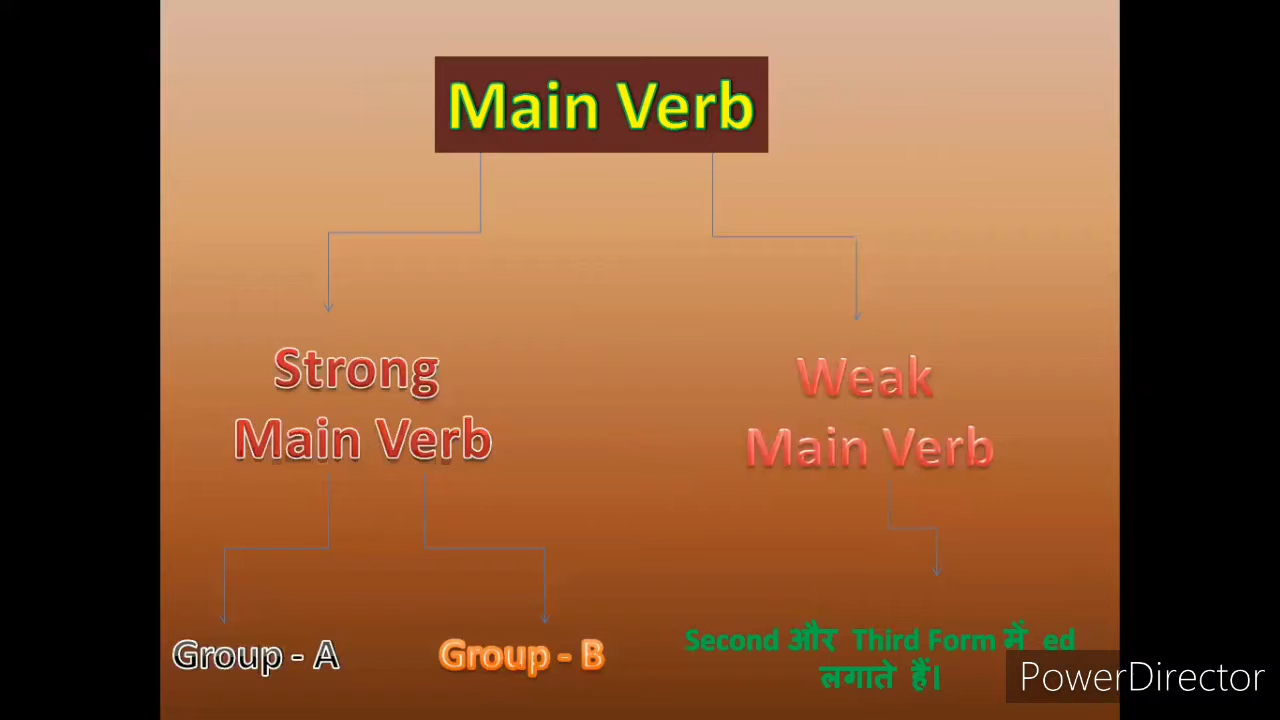 Main Verb
Strong
Main Verb
Weak
Main Verb
Group - A
Group - B
Second और Third Form में ed
लगाते हैं।
PowerDirector